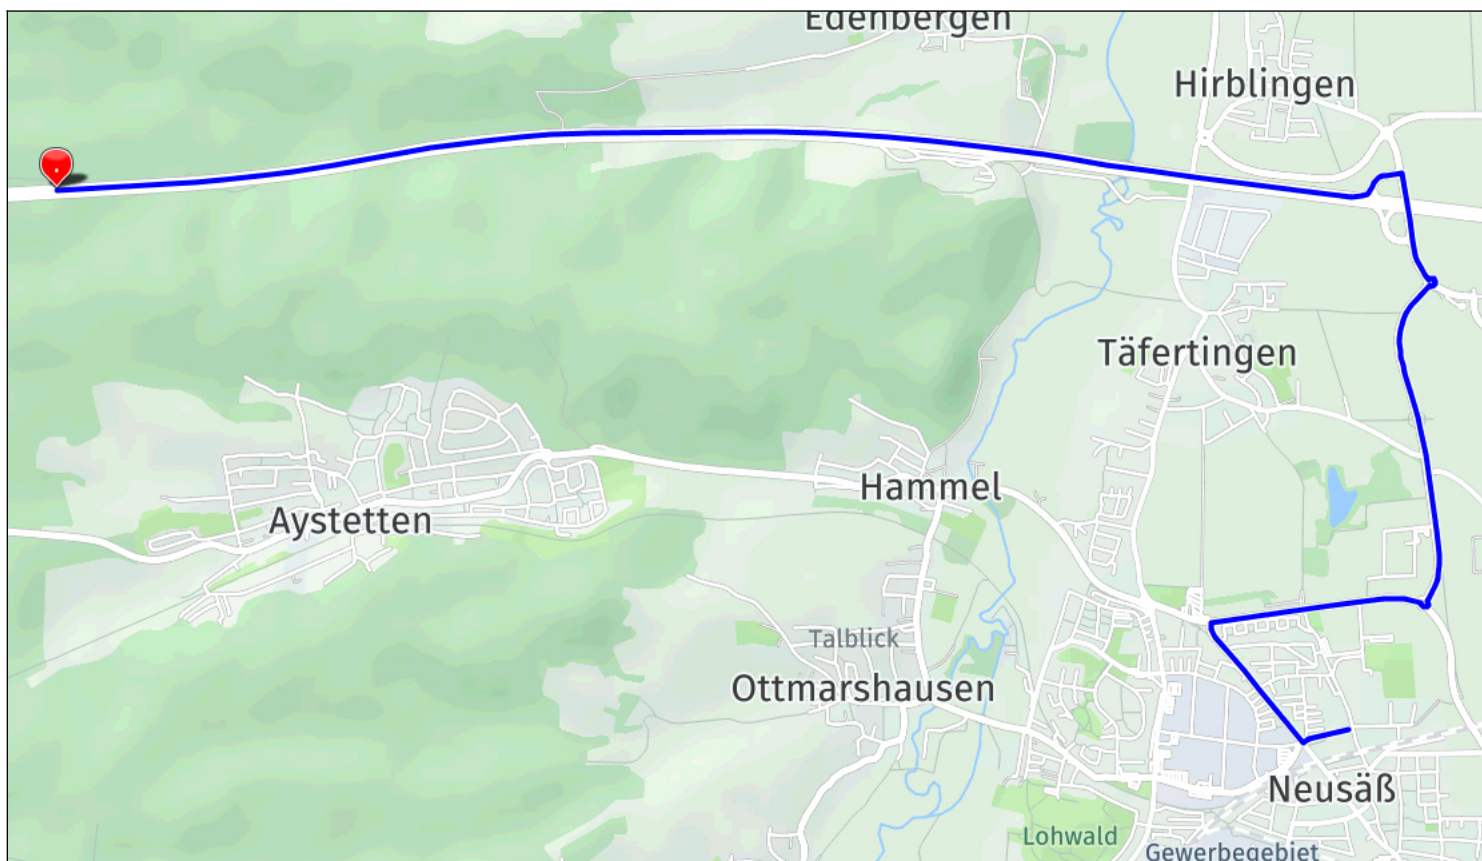 Edenbergen
Hirblingen
Täfertingen
Hammel
Aystetten
Talblick
Ottmarshausen
Neusäß
Lohwald
Gewerbegebiet